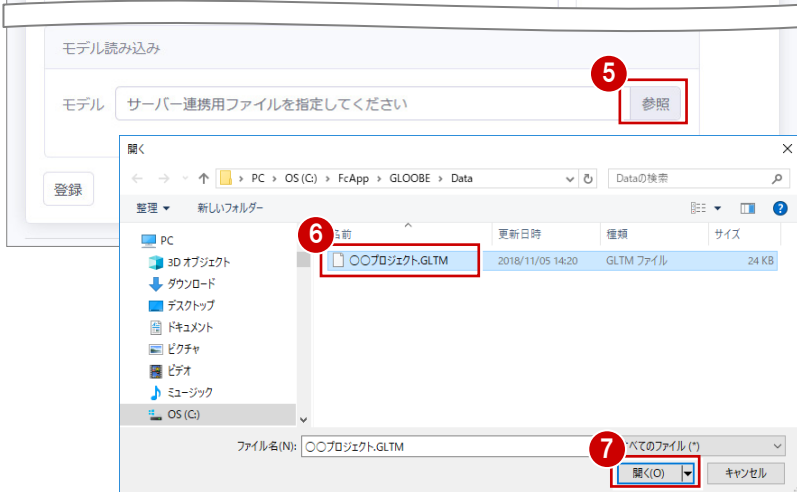 モデル読み込み
5
モデル サーバー連携用ファイルを指定してください 参照
登録
開く
PC › OS (C:) › FcApp › GLOOBE › Data Dataの検索
整理 新しいフォルダー
6
名前 更新日時 種類 サイズ
PC
〇〇プロジェクト.GLTM 2018/11/05 14:20 GLTM ファイル 24 KB
3D オブジェクト
ダウンロード
デスクトップ
ドキュメント
ピクチャ
ビデオ
ミュージック
OS (C:)
ファイル名(N): 〇〇プロジェクト.GLTM べてのファイル (*)
7
開く(O) キャンセル